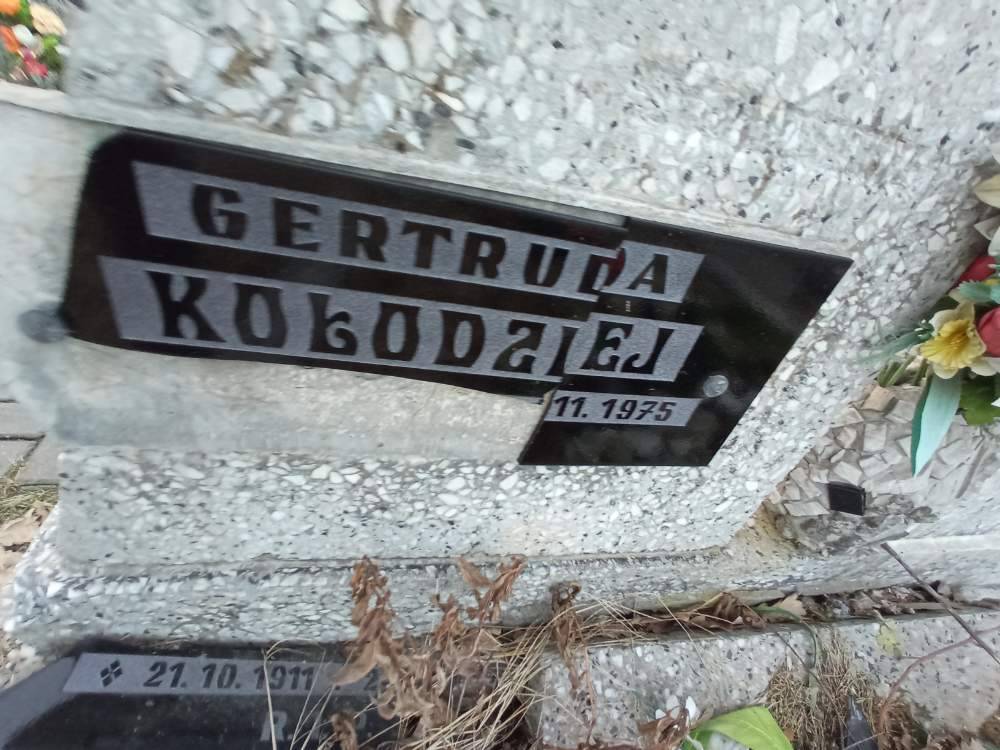 GERTRUDA
KOŁODZIEJ
11. 1975
21. 10. 1911